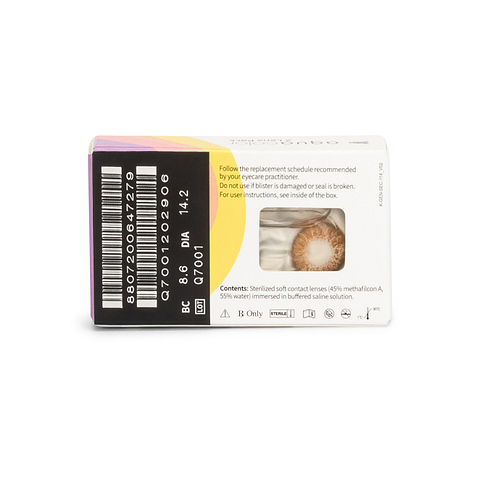 aquacolor
Follow the replacement schedule recommended
by your eyecare practitioner.
Do not use if blister is damaged or seal is broken.
For user instructions, see inside of the box.
Contents: Sterilized soft contact lenses (45% methafilcon A,
55% water) immersed in buffered saline solution.
℞ Only
STERILE
8807200647279
Q7001202906
BC 8.6 DIA 14.2
LOT Q7001